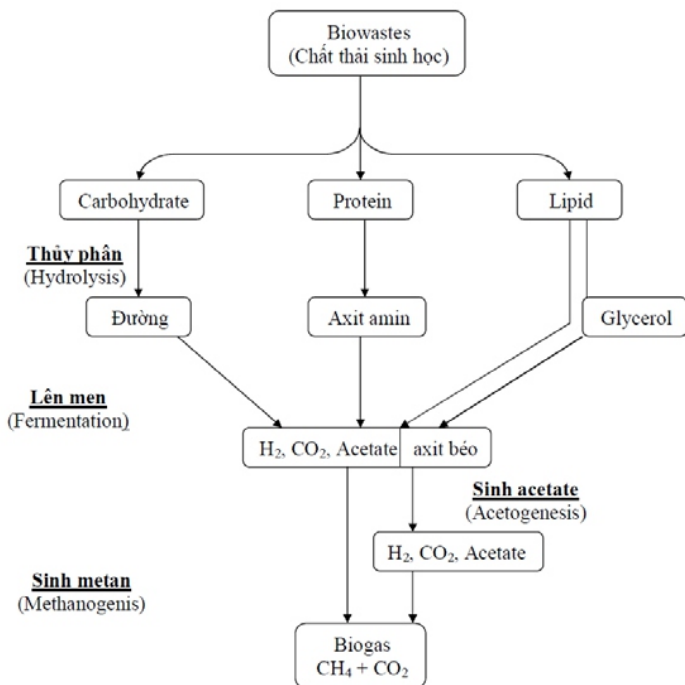 Biowastes
(Chất thải sinh học)
Carbohydrate
Protein
Lipid
Thủy phân
(Hydrolysis)
Đường
Axit amin
Glycerol
Lên men
(Fermentation)
H₂, CO₂, Acetate
axit béo
Sinh acetate
(Acetogenesis)
H₂, CO₂, Acetate
Sinh metan
(Methanogenis)
Biogas
CH₄ + CO₂